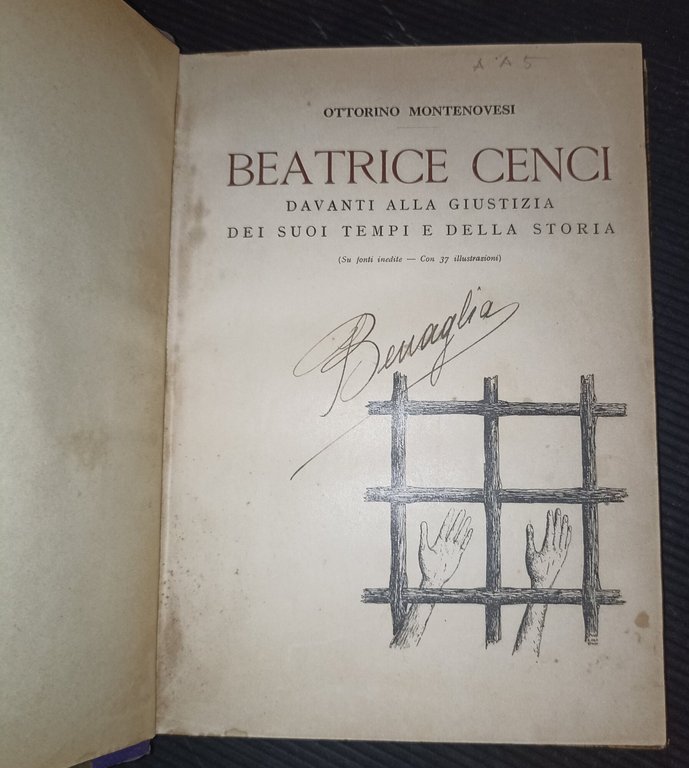 A A 5
OTTORINO MONTENOVESI
BEATRICE CENCI
DAVANTI ALLA GIUSTIZIA
DEI SUOI TEMPI E DELLA STORIA
(Su fonti inedite — Con 37 illustrazioni)
Benaglia